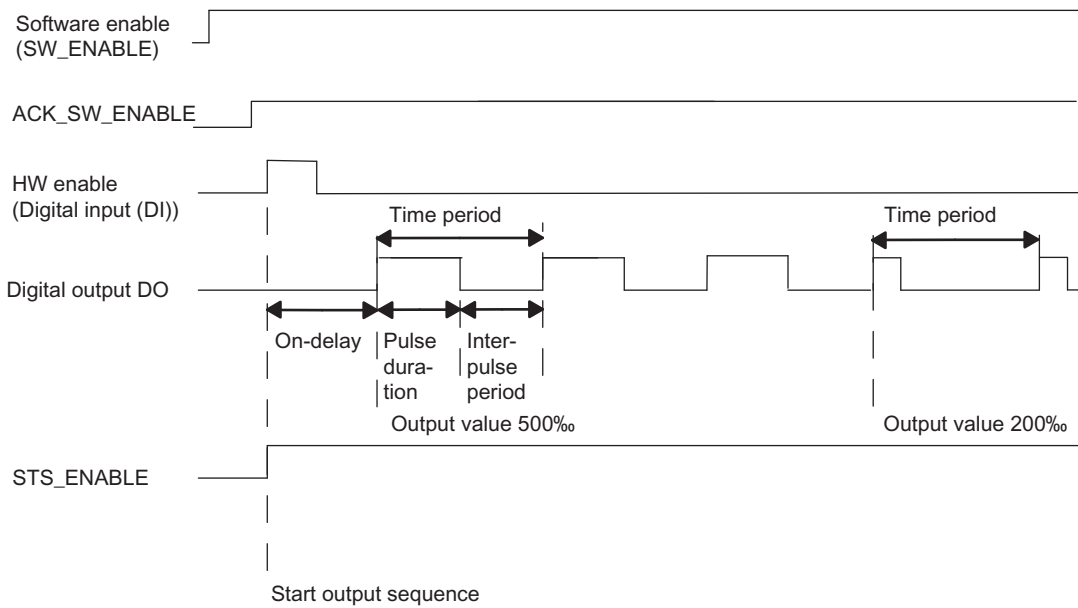 Software enable
(SW_ENABLE)
ACK_SW_ENABLE
HW enable
(Digital input (DI))
Time period
Time period
Digital output DO
On-delay
Pulse
dura-
tion
Inter-
pulse
period
Output value 500‰
Output value 200‰
STS_ENABLE
Start output sequence